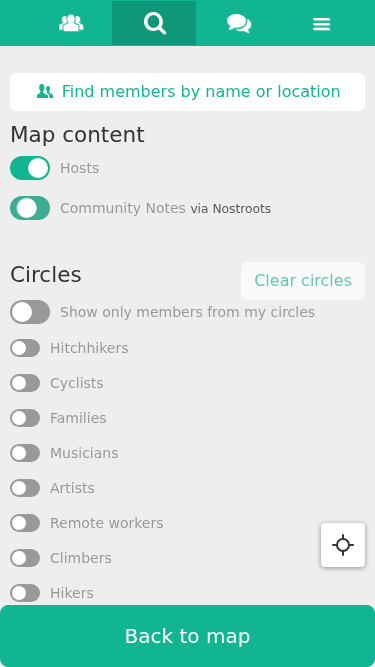 Find members by name or location
Map content
Hosts
Community Notes via Nostroots
Circles
Clear circles
Show only members from my circles
Hitchhikers
Cyclists
Families
Musicians
Artists
Remote workers
Climbers
Hikers
Back to map